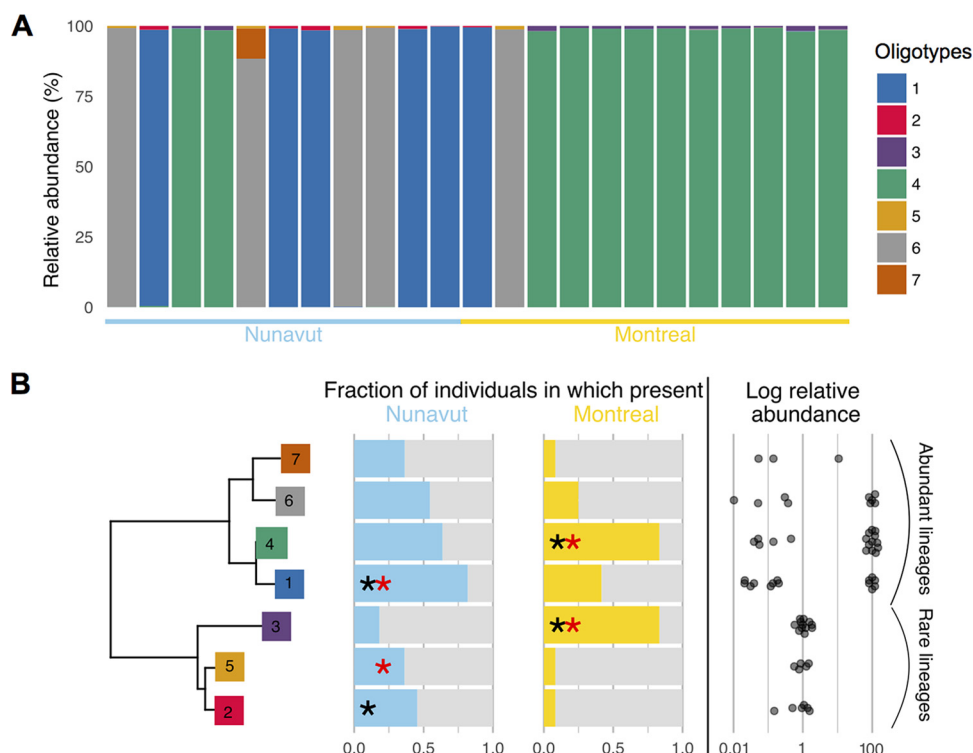 A
Relative abundance (%)
100
75
50
25
0
Nunavut
Montreal
Oligotypes
1
2
3
4
5
6
7
B
Fraction of individuals in which present
Nunavut
Montreal
Log relative
abundance
7
6
4
1
3
5
2
**
**
**
*
*
Abundant lineages
Rare lineages
0.0
0.5
1.0
0.0
0.5
1.0
0.01
1
100